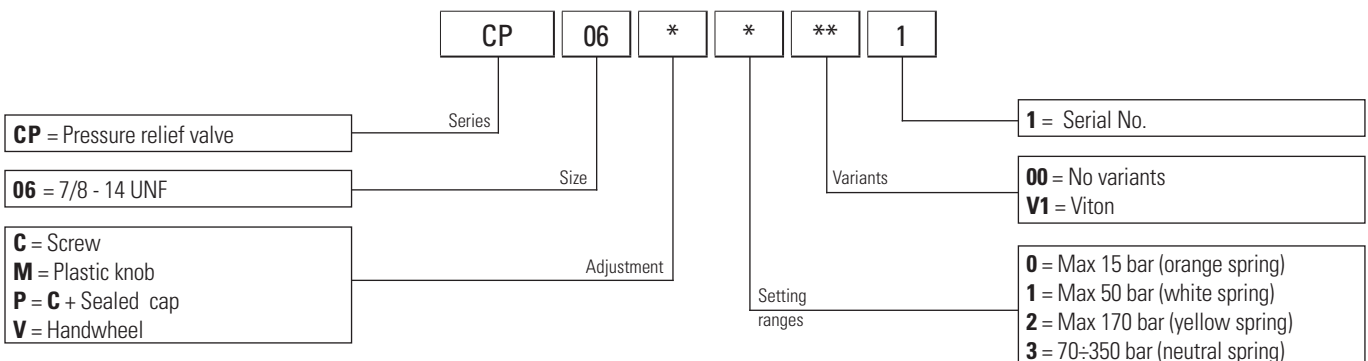 CP 06 * * ** 1
CP = Pressure relief valve
Series
06 = 7/8 - 14 UNF
Size
C = Screw
M = Plastic knob
P = C + Sealed cap
V = Handwheel
Adjustment
Setting
ranges
0 = Max 15 bar (orange spring)
1 = Max 50 bar (white spring)
2 = Max 170 bar (yellow spring)
3 = 70÷350 bar (neutral spring)
Variants
00 = No variants
V1 = Viton
1 = Serial No.